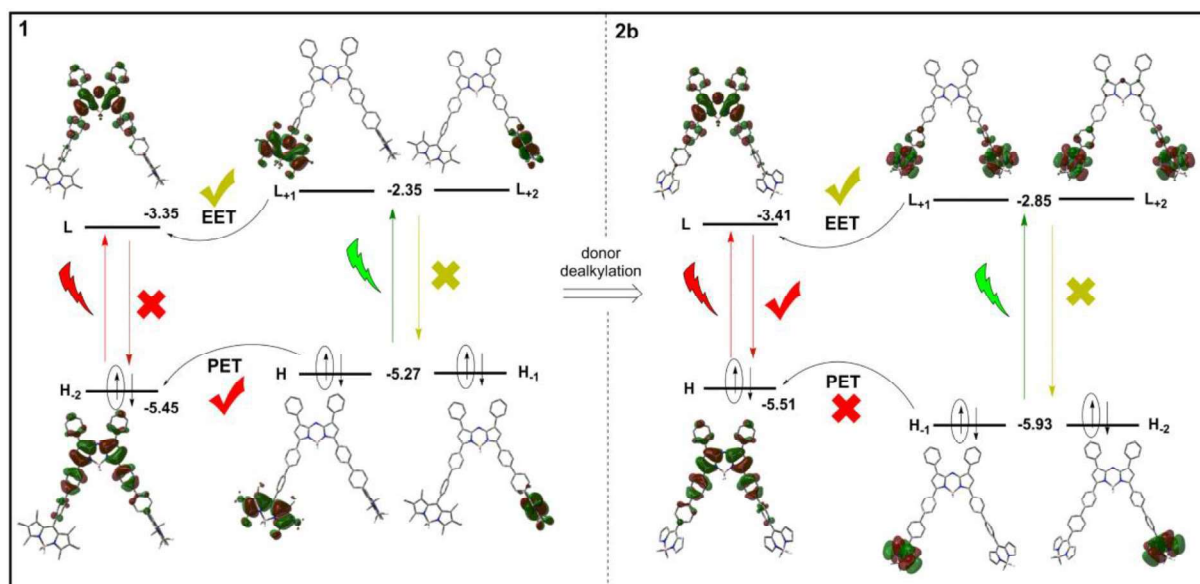 1
L
-3.35
EET
L+1
-2.35
L+2
H-2
-5.45
PET
H
-5.27
H-1
donor
dealkylation
2b
L
-3.41
EET
L+1
-2.85
L+2
H
-5.51
PET
H-1
-5.93
H-2